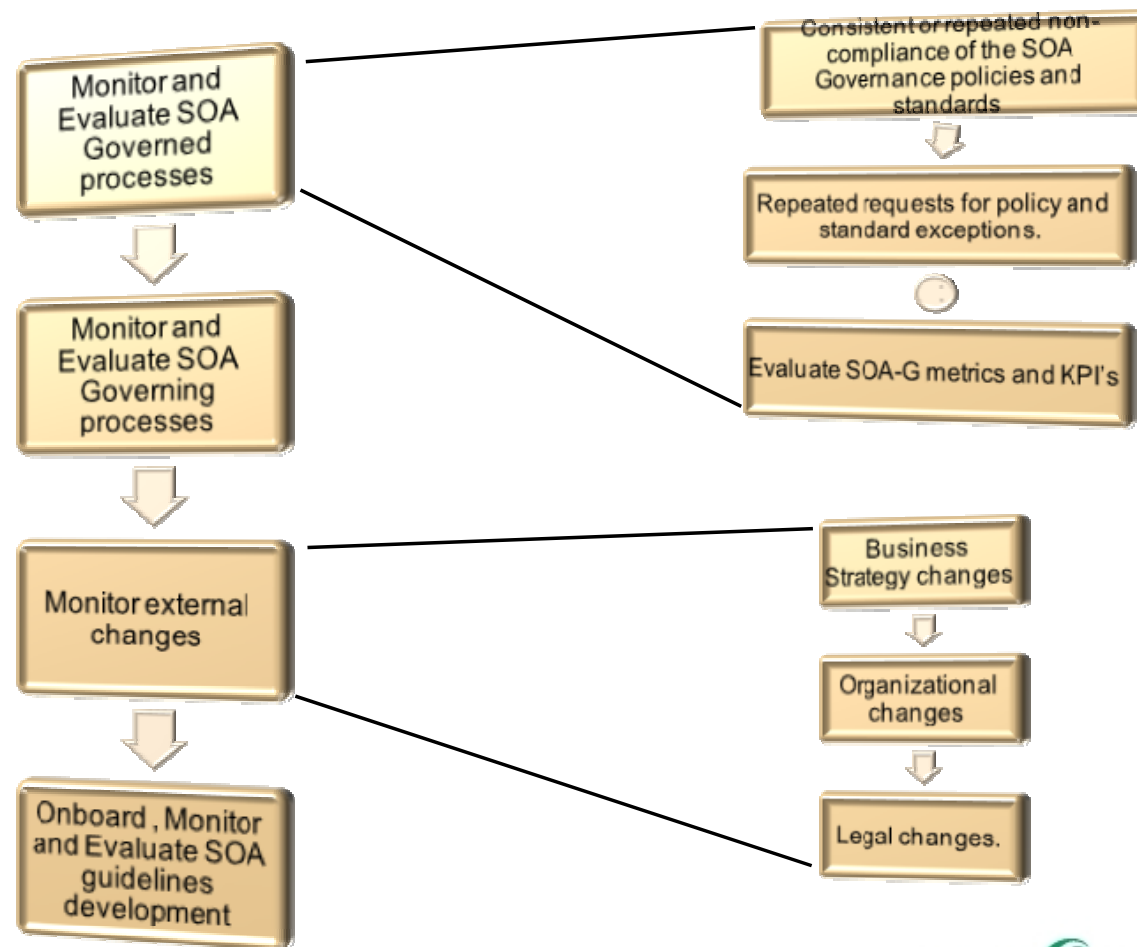 Monitor and
Evaluate SOA
Governed
processes
Monitor and
Evaluate SOA
Governing
processes
Monitor external
changes
Onboard , Monitor
and Evaluate SOA
guidelines
development
Consistent or repeated non-
compliance of the SOA
Governance policies and
standards
Repeated requests for policy and
standard exceptions.
Evaluate SOA-G metrics and KPI's
Business
Strategy changes
Organizational
changes
Legal changes.